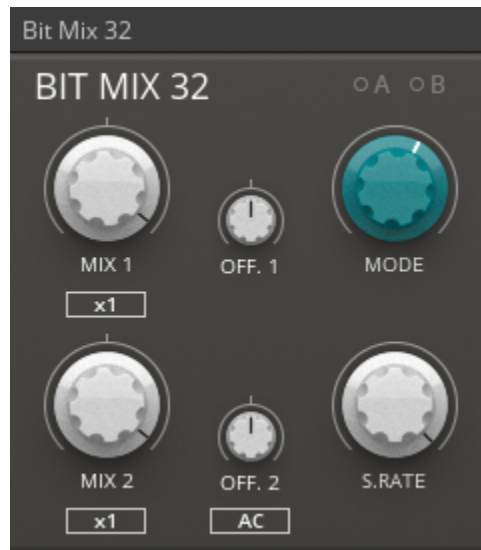 Bit Mix 32
BIT MIX 32 A B
MIX 1 OFF. 1 MODE
x1
MIX 2 OFF. 2 S.RATE
x1 AC